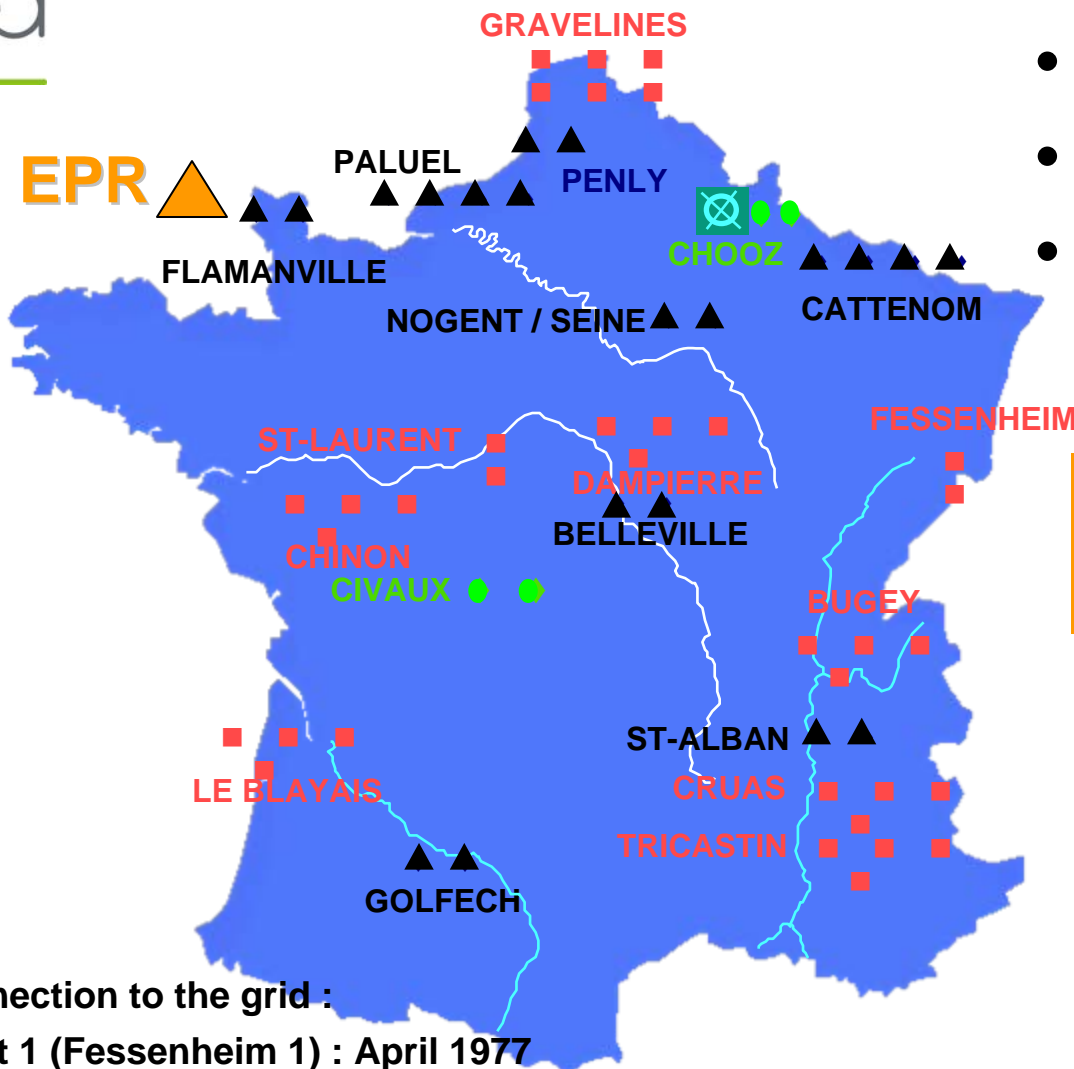 GRAVELINES
PALUEL
EPR
PENLY
CHOOZ
FLAMANVILLE
CATTENOM
NOGENT / SEINE
FESSENHEIM
ST-LAURENT
DAMPIERRE
BELLEVILLE
CHINON
CIVAUX
BUGEY
ST-ALBAN
CRUAS
LE BLAYAIS
TRICASTIN
GOLFECH
nection to the grid :
t 1 (Fessenheim 1) : April 1977